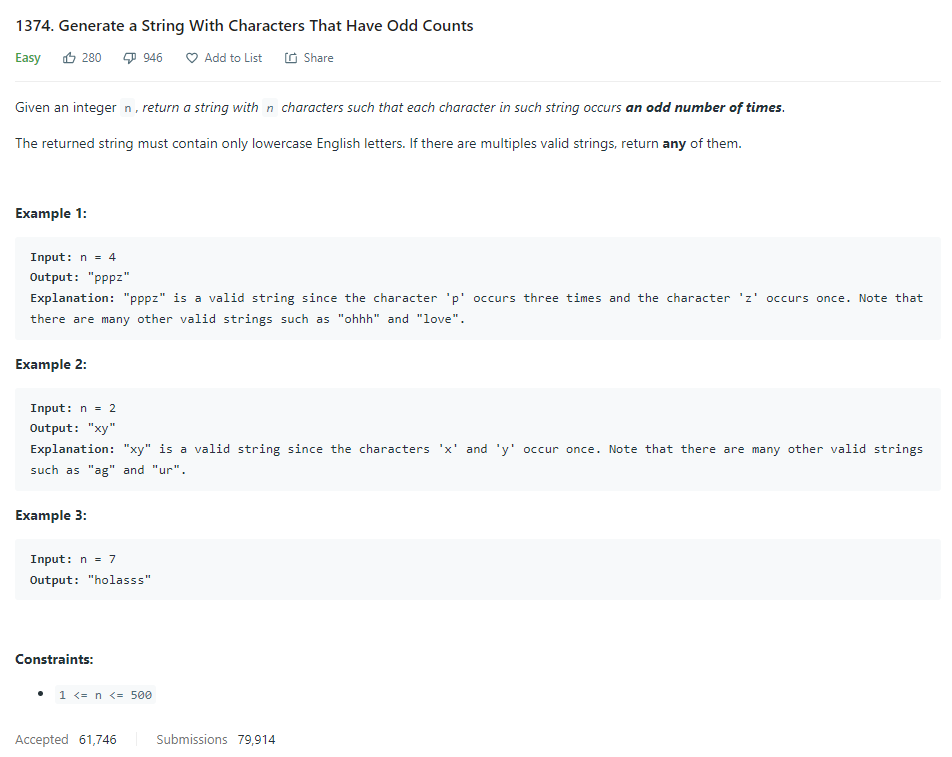 1374. Generate a String With Characters That Have Odd Counts
Easy 280 946 Add to List Share
Given an integer n, return a string with n characters such that each character in such string occurs an odd number of times.
The returned string must contain only lowercase English letters. If there are multiples valid strings, return any of them.
Example 1:
Input: n = 4
Output: "pppz"
Explanation: "pppz" is a valid string since the character 'p' occurs three times and the character 'z' occurs once. Note that
there are many other valid strings such as "ohhh" and "love".
Example 2:
Input: n = 2
Output: "xy"
Explanation: "xy" is a valid string since the characters 'x' and 'y' occur once. Note that there are many other valid strings
such as "ag" and "ur".
Example 3:
Input: n = 7
Output: "holasss"
Constraints:
• 1 <= n <= 500
Accepted 61,746 Submissions 79,914